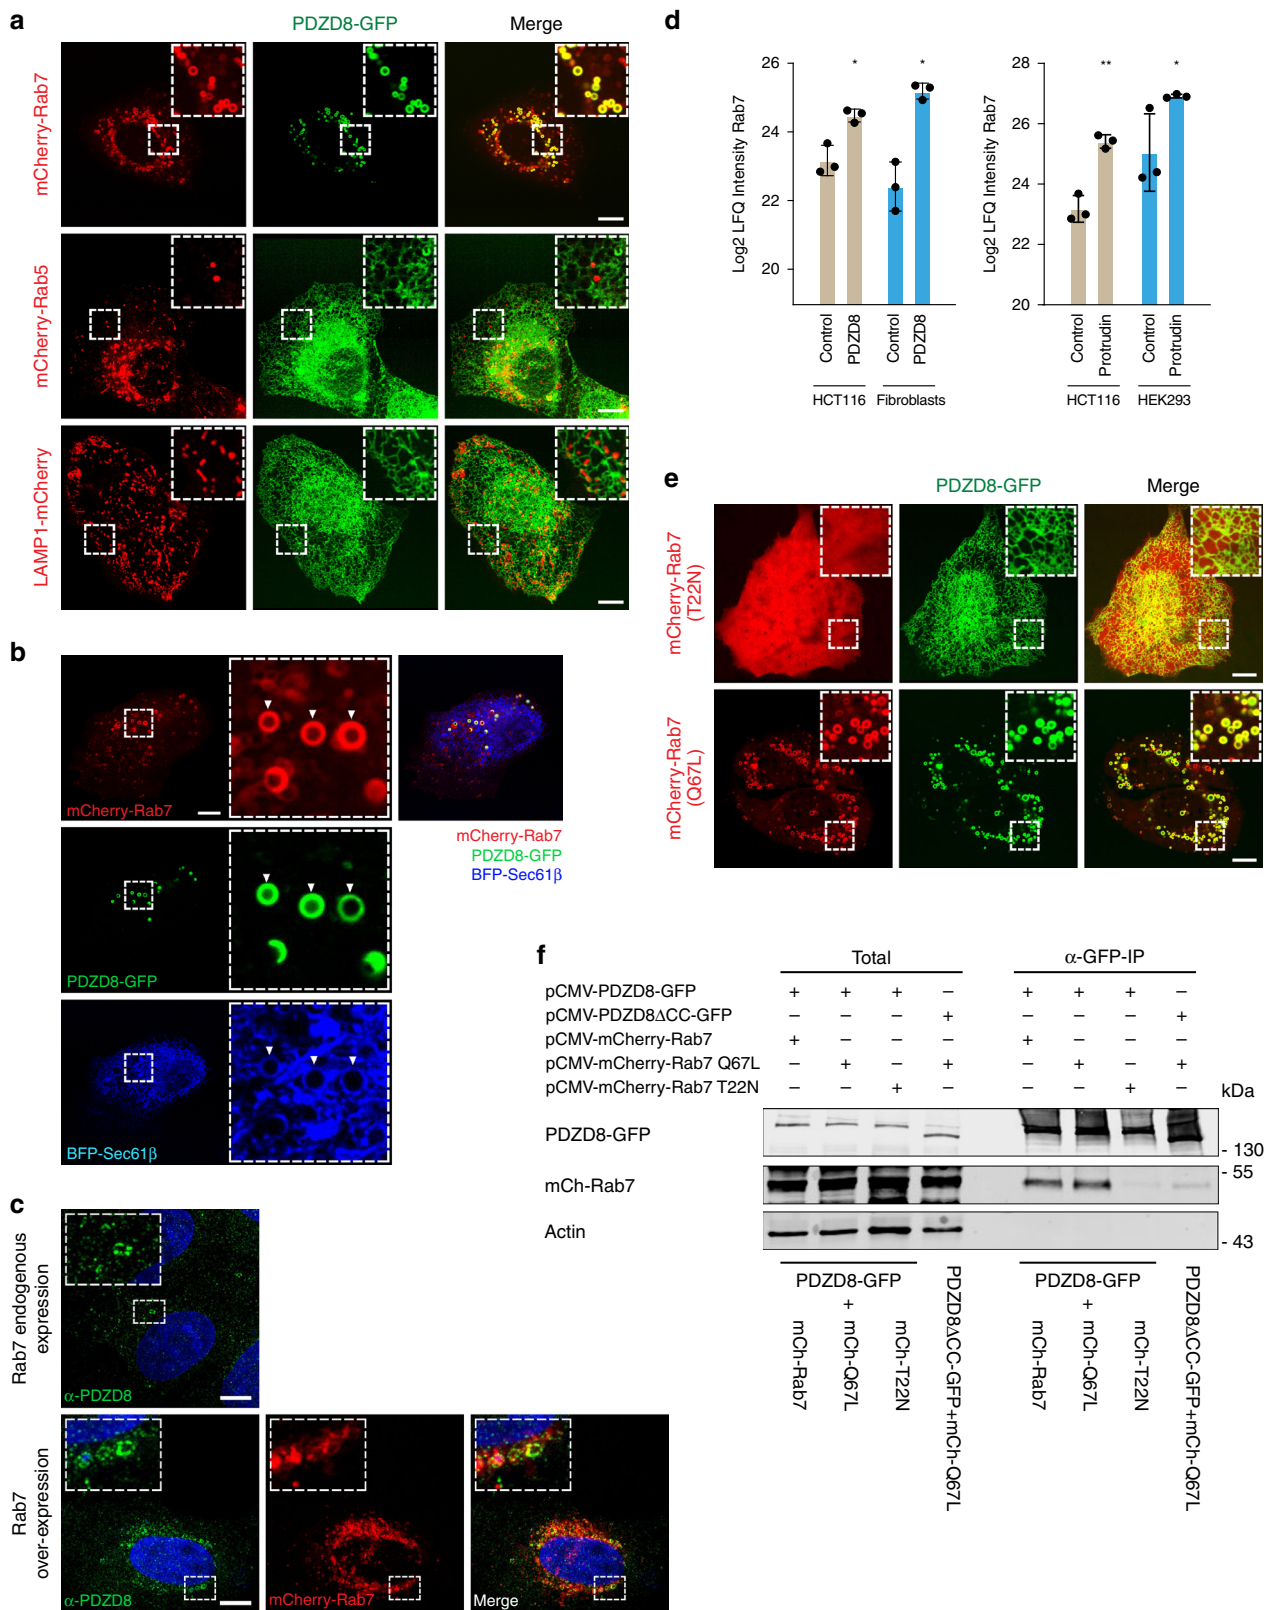 a
PDZD8-GFP
Merge
mCherry-Rab7
mCherry-Rab5
LAMP1-mCherry
b
mCherry-Rab7
mCherry-Rab7
PDZD8-GFP
BFP-Sec61β
PDZD8-GFP
BFP-Sec61β
c
Rab7 endogenous
expression
α-PDZD8
Rab7
over-expression
α-PDZD8
mCherry-Rab7
Merge
d
Log2 LFQ Intensity Rab7
26
24
22
20
* *
Control
PDZD8
Control
PDZD8
HCT116
Fibroblasts
Log2 LFQ Intensity Rab7
28
26
24
22
20
** *
Control
Protrudin
Control
Protrudin
HCT116
HEK293
e
PDZD8-GFP
Merge
mCherry-Rab7
(T22N)
mCherry-Rab7
(Q67L)
f
Total
α-GFP-IP
pCMV-PDZD8-GFP + + + – + + + –
pCMV-PDZD8ΔCC-GFP – – – + – – – +
pCMV-mCherry-Rab7 + – – – + – – –
pCMV-mCherry-Rab7 Q67L – + – + – + – +
pCMV-mCherry-Rab7 T22N – – + – – – + –
kDa
PDZD8-GFP
- 130
mCh-Rab7
- 55
Actin
- 43
PDZD8-GFP
+
mCh-Rab7
mCh-Q67L
mCh-T22N
PDZD8ΔCC-GFP+mCh-Q67L
PDZD8-GFP
+
mCh-Rab7
mCh-Q67L
mCh-T22N
PDZD8ΔCC-GFP+mCh-Q67L